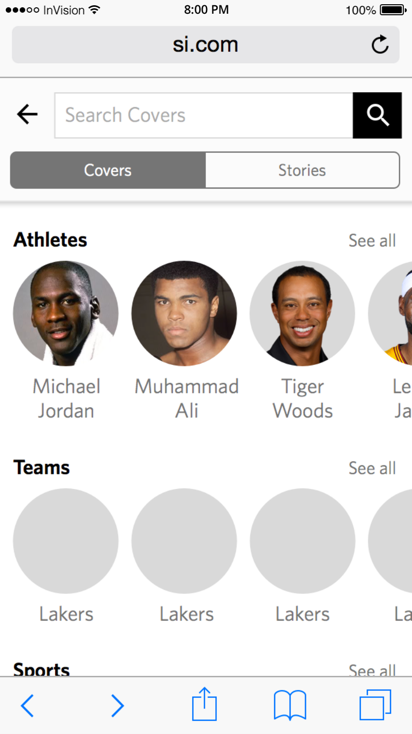 InVision 8:00 PM 100%
si.com
Search Covers
Covers Stories
Athletes See all
Michael Jordan
Muhammad Ali
Tiger Woods
Le
Ja
Teams See all
Lakers Lakers Lakers La
Sports See all